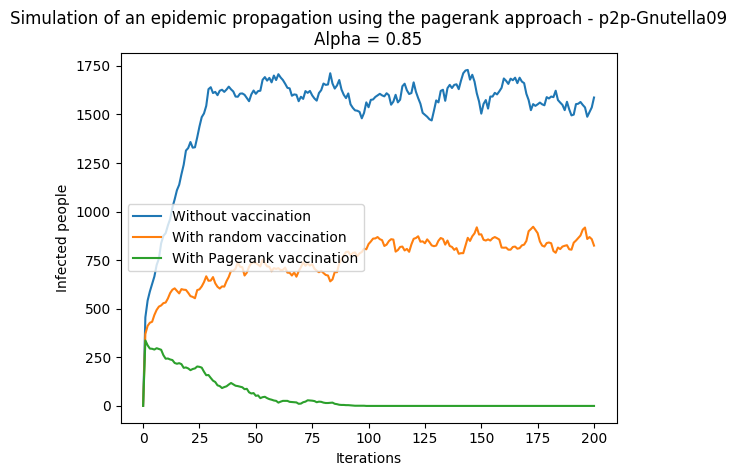 Simulation of an epidemic propagation using the pagerank approach - p2p-Gnutella09
Alpha = 0.85
1750
1500
1250
1000
750
500
250
0
Infected people
Without vaccination
With random vaccination
With Pagerank vaccination
0 25 50 75 100 125 150 175 200
Iterations